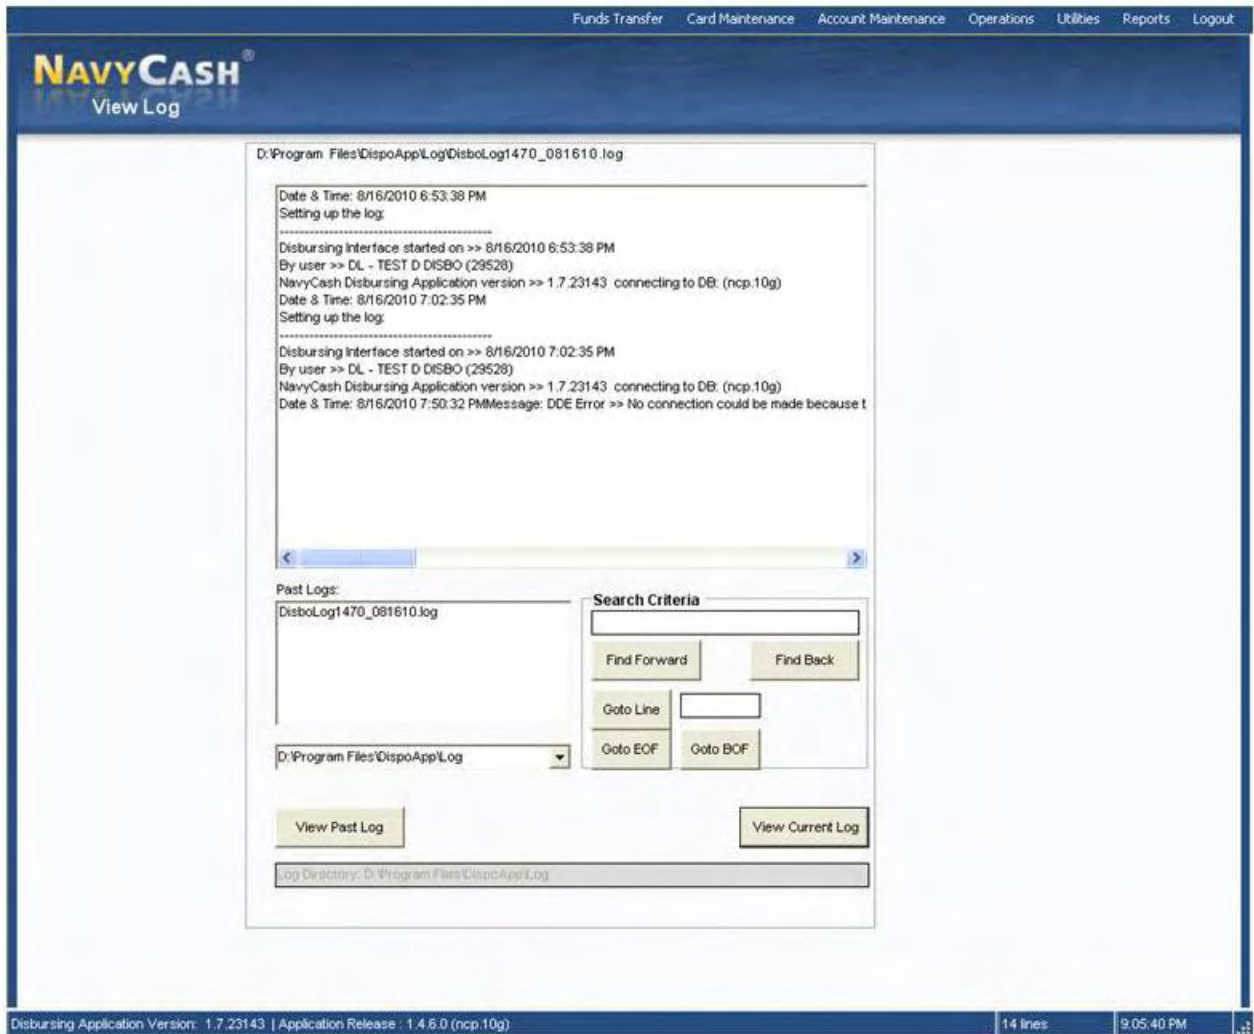 Funds Transfer Card Maintenance Account Maintenance Operations Utilities Reports Logout
NAVYCASH®
View Log
D:\Program Files\DispoApp\Log\DisboLog1470_081610.log
Date & Time: 8/16/2010 6:53:38 PM
Setting up the log:
--------------------------------------------
Disbursing Interface started on >> 8/16/2010 6:53:38 PM
By user >> DL - TEST D DISBO (29528)
NavyCash Disbursing Application version >> 1.7.23143 connecting to DB: (ncp.10g)
Date & Time: 8/16/2010 7:02:35 PM
Setting up the log:
--------------------------------------------
Disbursing Interface started on >> 8/16/2010 7:02:35 PM
By user >> DL - TEST D DISBO (29528)
NavyCash Disbursing Application version >> 1.7.23143 connecting to DB: (ncp.10g)
Date & Time: 8/16/2010 7:50:32 PMMessage: DDE Error >> No connection could be made because t
Past Logs:
DisboLog1470_081610.log
Search Criteria
Find Forward Find Back
Goto Line
Goto EOF Goto BOF
D:\Program Files\DispoApp\Log
View Past Log View Current Log
Log Directory: D:\Program Files\DispoApp\Log
Disbursing Application Version: 1.7.23143 | Application Release : 1.4.6.0 (ncp.10g) 14 lines 9:05:40 PM